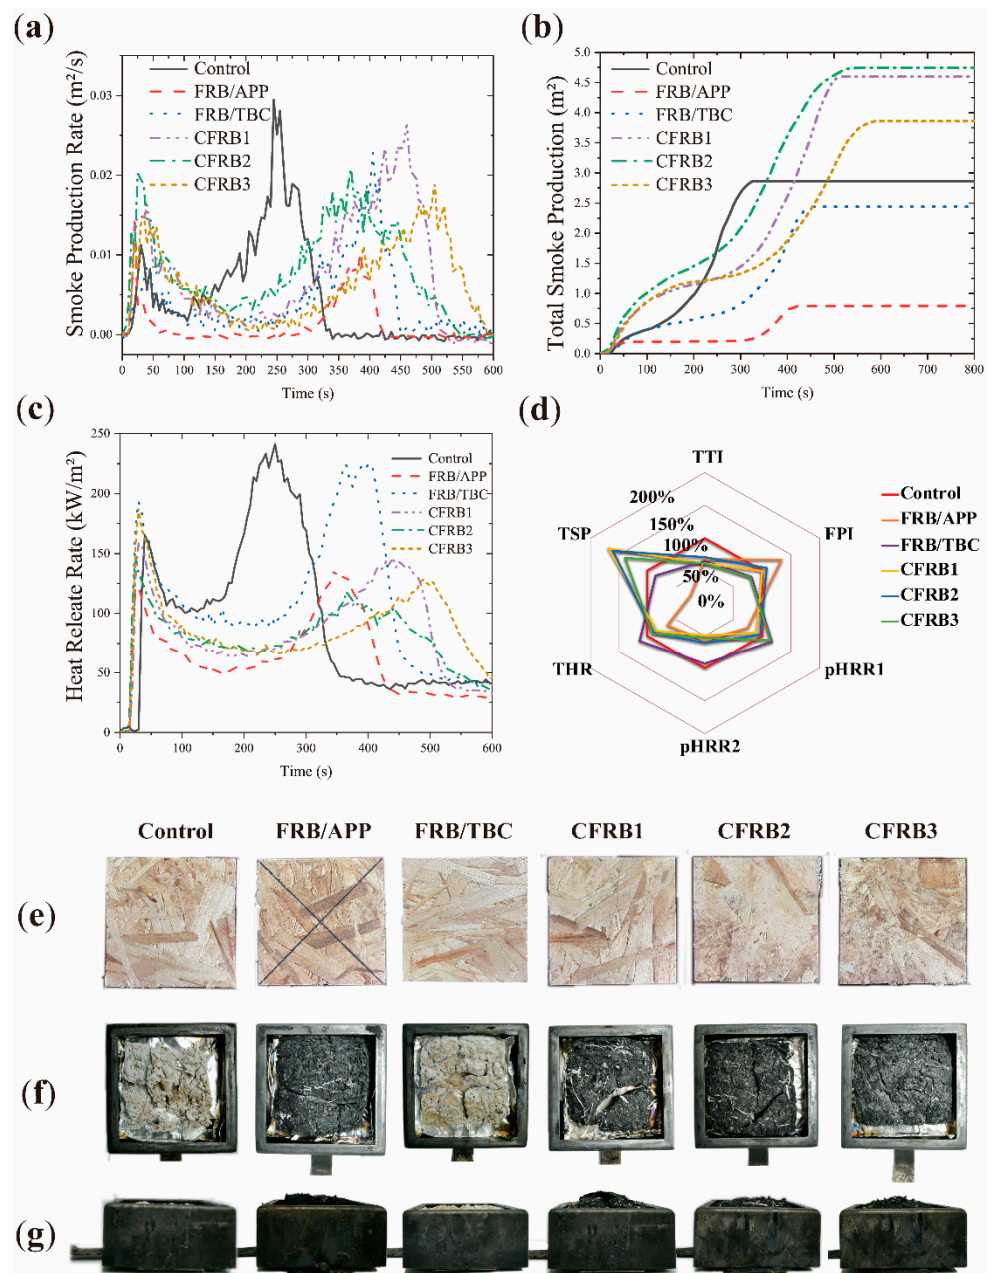 (a)
Smoke Production Rate (m²/s)
0.03
0.02
0.01
0.00
Control
FRB/APP
FRB/TBC
CFRB1
CFRB2
CFRB3
0 50 100 150 200 250 300 350 400 450 500 550 600
Time (s)
(b)
Total Smoke Production (m²)
5.0
4.5
4.0
3.5
3.0
2.5
2.0
1.5
1.0
0.5
0.0
Control
FRB/APP
FRB/TBC
CFRB1
CFRB2
CFRB3
0 100 200 300 400 500 600 700 800
Time (s)
(c)
Heat Releate Rate (kW/m²)
250
200
150
100
50
0
Control
FRB/APP
FRB/TBC
CFRB1
CFRB2
CFRB3
0 100 200 300 400 500 600
Time (s)
(d)
TTI
FPI
pHRR1
pHRR2
THR
TSP
200%
150%
100%
50%
0%
Control
FRB/APP
FRB/TBC
CFRB1
CFRB2
CFRB3
Control FRB/APP FRB/TBC CFRB1 CFRB2 CFRB3
(e)
(f)
(g)